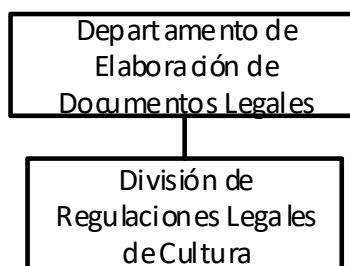 Departamento de
Elaboración de
Documentos Legales
División de
Regulaciones Legales
de Cultura